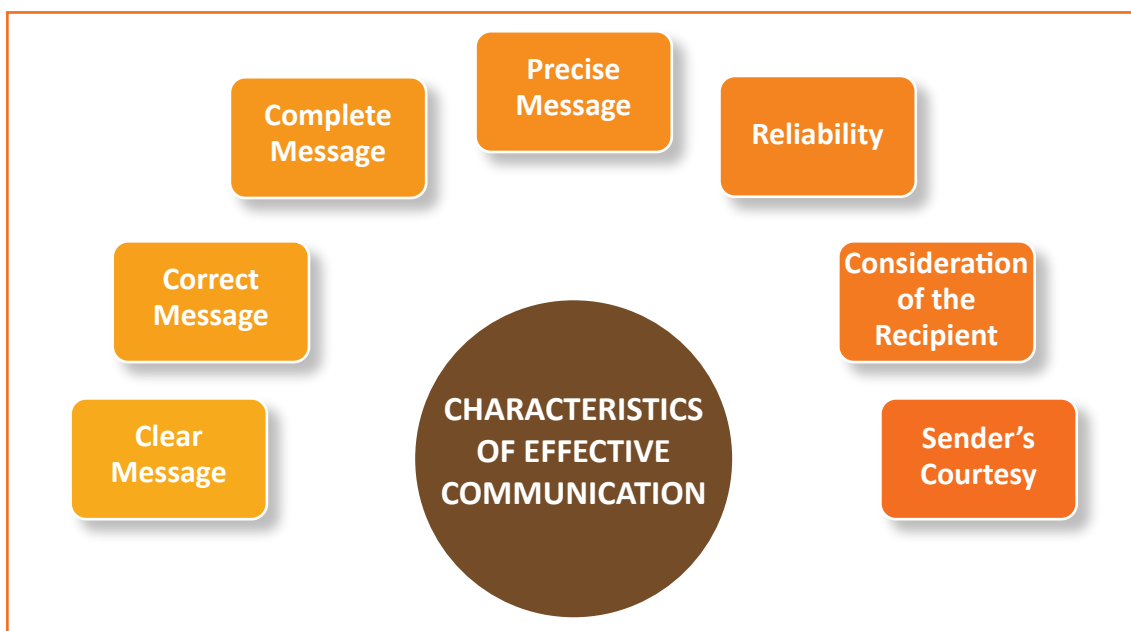 Precise
Message
Complete
Message
Reliability
Correct
Message
Consideration
of the
Recipient
Clear
Message
CHARACTERISTICS
OF EFFECTIVE
COMMUNICATION
Sender’s
Courtesy